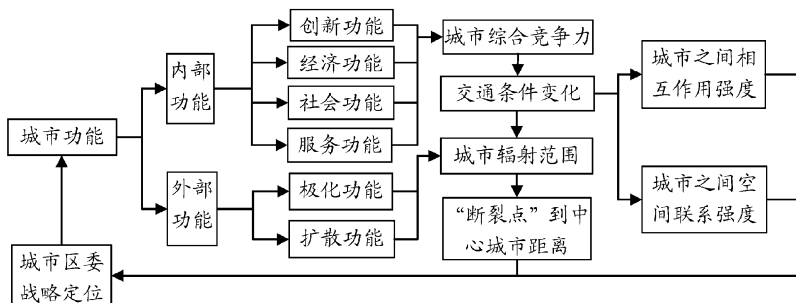 创新功能
经济功能
社会功能
服务功能
极化功能
扩散功能
内部
功能
外部
功能
城市功能
城市区委
战略定位
城市综合竞争力
交通条件变化
城市辐射范围
“断裂点”到中
心城市距离
城市之间相
互作用强度
城市之间空
间联系强度